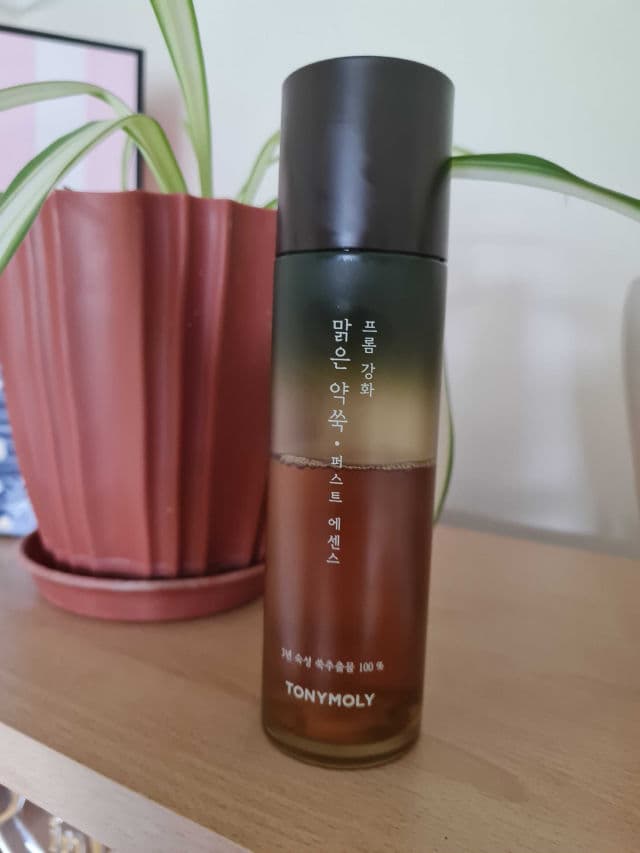 프롬 강화
맑은 약쑥 · 퍼스트 에센스
3년 숙성 쑥추출물 100 %
TONYMOLY